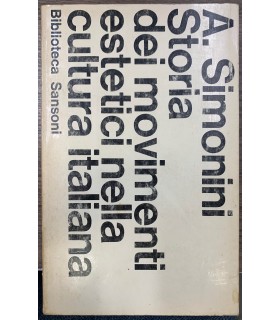 A. Simonini
Storia
dei movimenti
estetici nella
cultura italiana
Biblioteca Sansoni